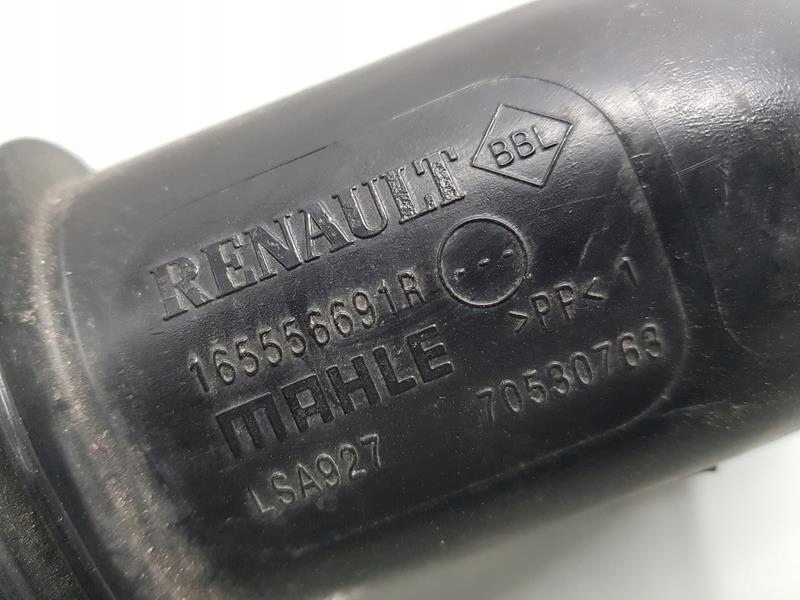 BBL
RENAULT
165556691R ---
>PP< 1
MAHLE
70530763
LSA927